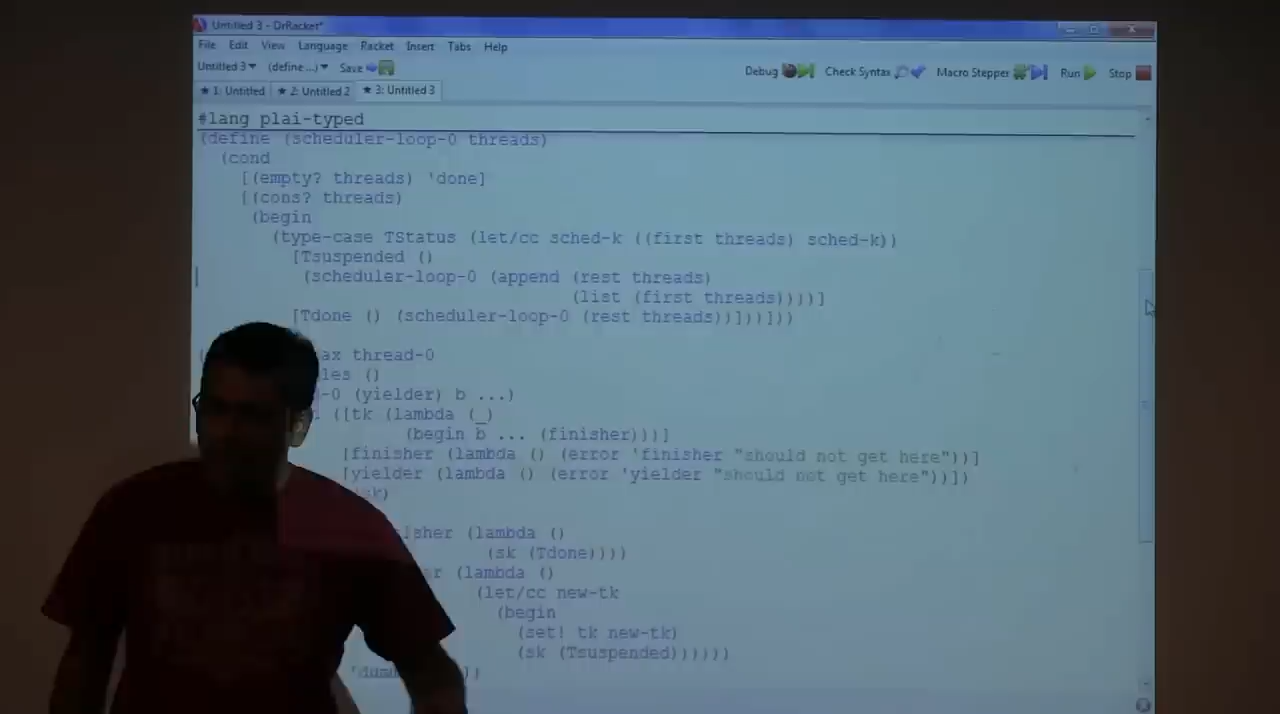 Untitled 3 - DrRacket*
File Edit View Language Racket Insert Tabs Help
Untitled 3 (define ...) Save Debug Check Syntax Macro Stepper Run Stop
★ 1: Untitled ★ 2: Untitled 2 ★ 3: Untitled 3
#lang plai-typed
(define (scheduler-loop-0 threads)
(cond
[(empty? threads) 'done]
[(cons? threads)
(begin
(type-case TStatus (let/cc sched-k ((first threads) sched-k))
[Tsuspended ()
(scheduler-loop-0 (append (rest threads)
(list (first threads))))]
[Tdone () (scheduler-loop-0 (rest threads))]))]))
thread-0
()
(yielder) b ...)
([tk (lambda (_)
(begin b ... (finisher)))]
[finisher (lambda () (error 'finisher "should not get here"))]
[yielder (lambda () (error 'yielder "should not get here"))])
(lambda ()
(sk (Tdone))))
(lambda ()
(let/cc new-tk
(begin
(set! tk new-tk)
(sk (Tsuspended))))))